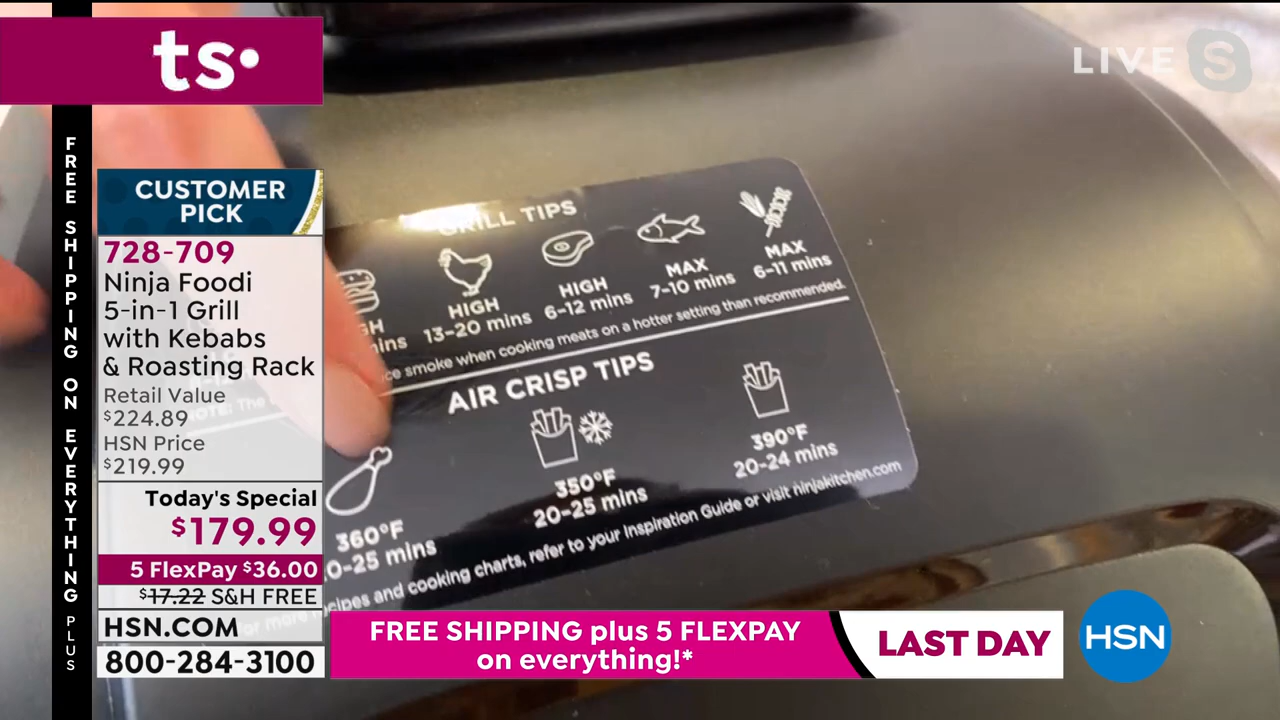 ts.
LIVE S
FREE SHIPPING ON EVERYTHING PLUS
CUSTOMER
PICK
728-709
Ninja Foodi
5-in-1 Grill
with Kebabs
& Roasting Rack
Retail Value
$224.89
HSN Price
$219.99
Today's Special
$179.99
5 FlexPay $36.00
$17.22 S&H FREE
HSN.COM
800-284-3100
GRILL TIPS
HIGH
13-20 mins
HIGH
6-12 mins
MAX
7-10 mins
MAX
6-11 mins
smoke when cooking meats on a hotter setting than recommended.
AIR CRISP TIPS
360°F
0-25 mins
350°F
20-25 mins
390°F
20-24 mins
and cooking charts, refer to your Inspiration Guide or visit ninjakitchen.com
FREE SHIPPING plus 5 FLEXPAY
on everything!*
LAST DAY
HSN